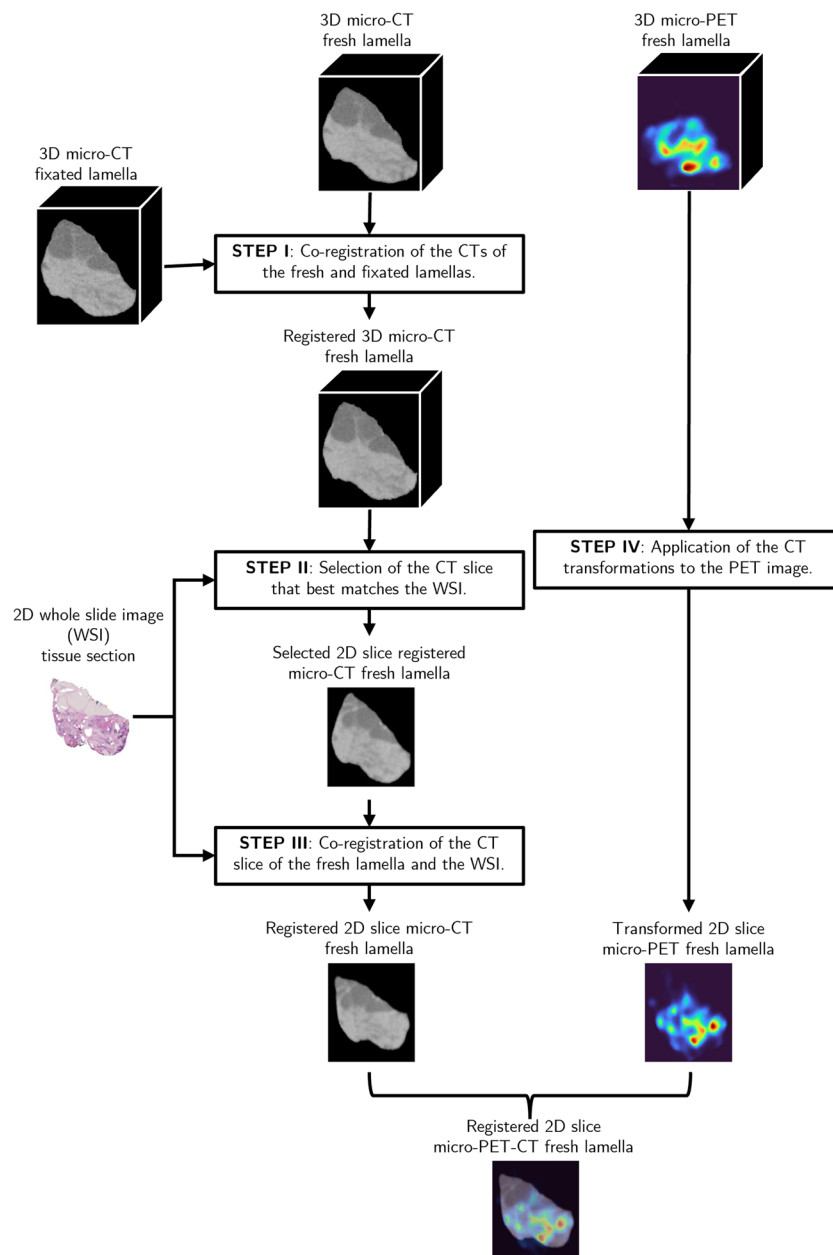 3D micro-CT
fresh lamella
3D micro-PET
fresh lamella
3D micro-CT
fixated lamella
STEP I: Co-registration of the CTs of
the fresh and fixated lamellas.
Registered 3D micro-CT
fresh lamella
STEP II: Selection of the CT slice
that best matches the WSI.
STEP IV: Application of the CT
transformations to the PET image.
2D whole slide image
(WSI)
tissue section
Selected 2D slice registered
micro-CT fresh lamella
STEP III: Co-registration of the CT
slice of the fresh lamella and the WSI.
Registered 2D slice micro-CT
fresh lamella
Transformed 2D slice
micro-PET fresh lamella
Registered 2D slice
micro-PET-CT fresh lamella